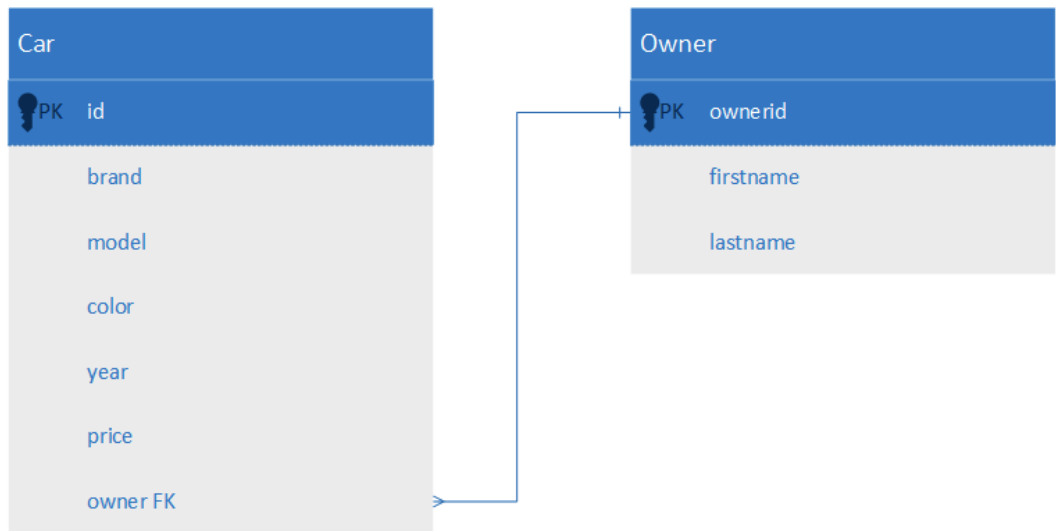 Car
PK id
brand
model
color
year
price
owner FK
Owner
PK ownerid
firstname
lastname